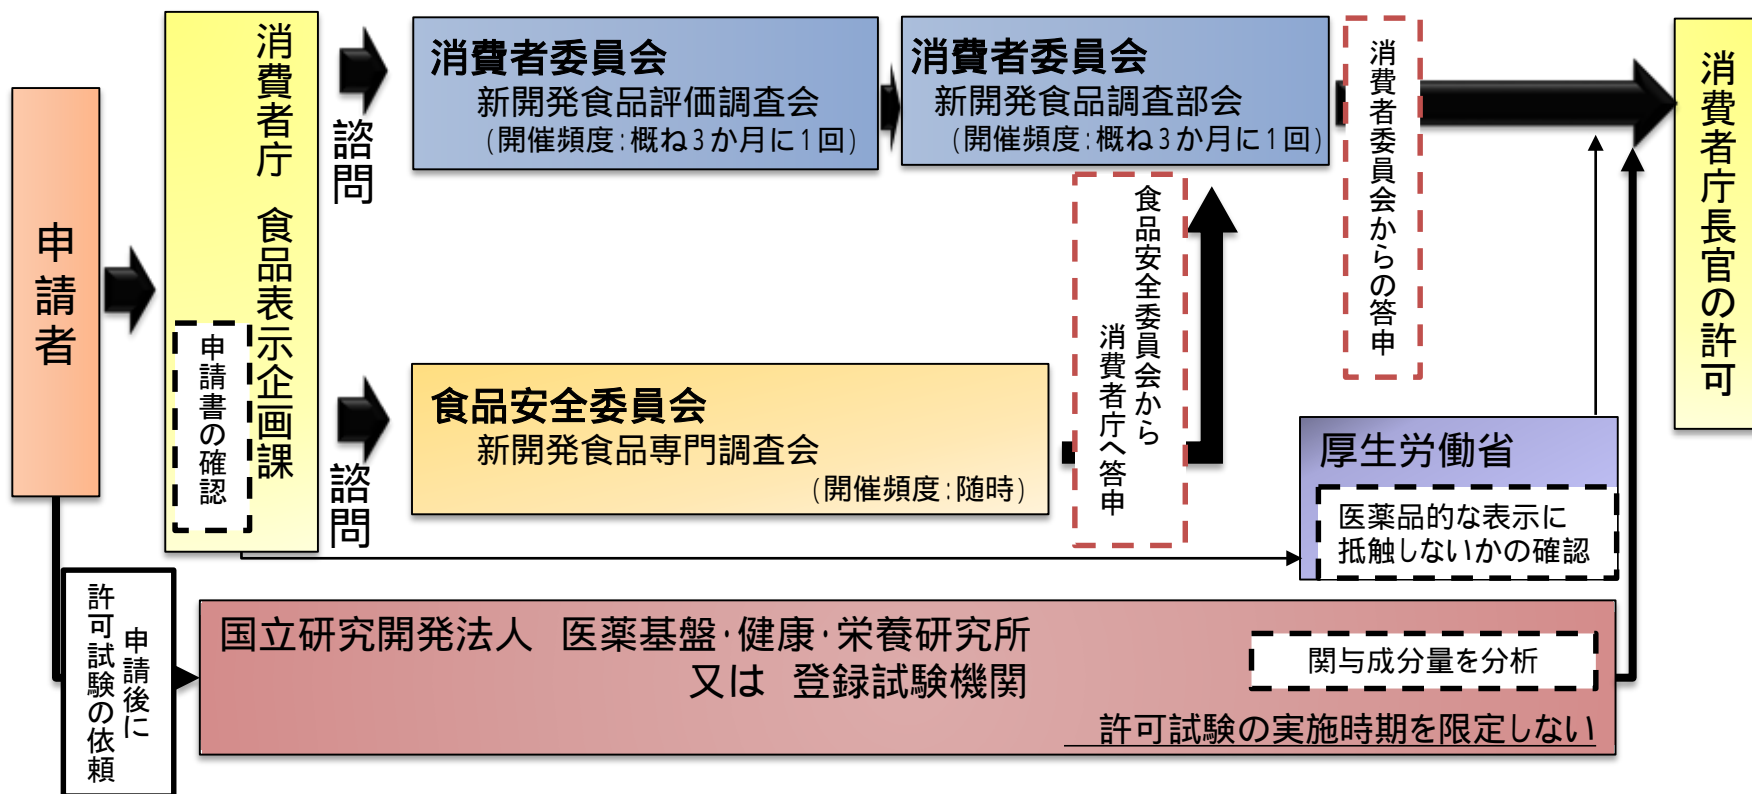 申請者
消費者庁 食品表示企画課
申請書の確認
諮問
諮問
消費者委員会
新開発食品評価調査会
(開催頻度:概ね3か月に1回)
消費者委員会
新開発食品調査部会
(開催頻度:概ね3か月に1回)
食品安全委員会
新開発食品専門調査会
(開催頻度:随時)
食品安全委員会から
消費者庁へ答申
消費者委員会からの答申
消費者庁長官の許可
厚生労働省
医薬品的な表示に
抵触しないかの確認
申請後に
許可試験の依頼
国立研究開発法人 医薬基盤・健康・栄養研究所
又は 登録試験機関
関与成分量を分析
許可試験の実施時期を限定しない